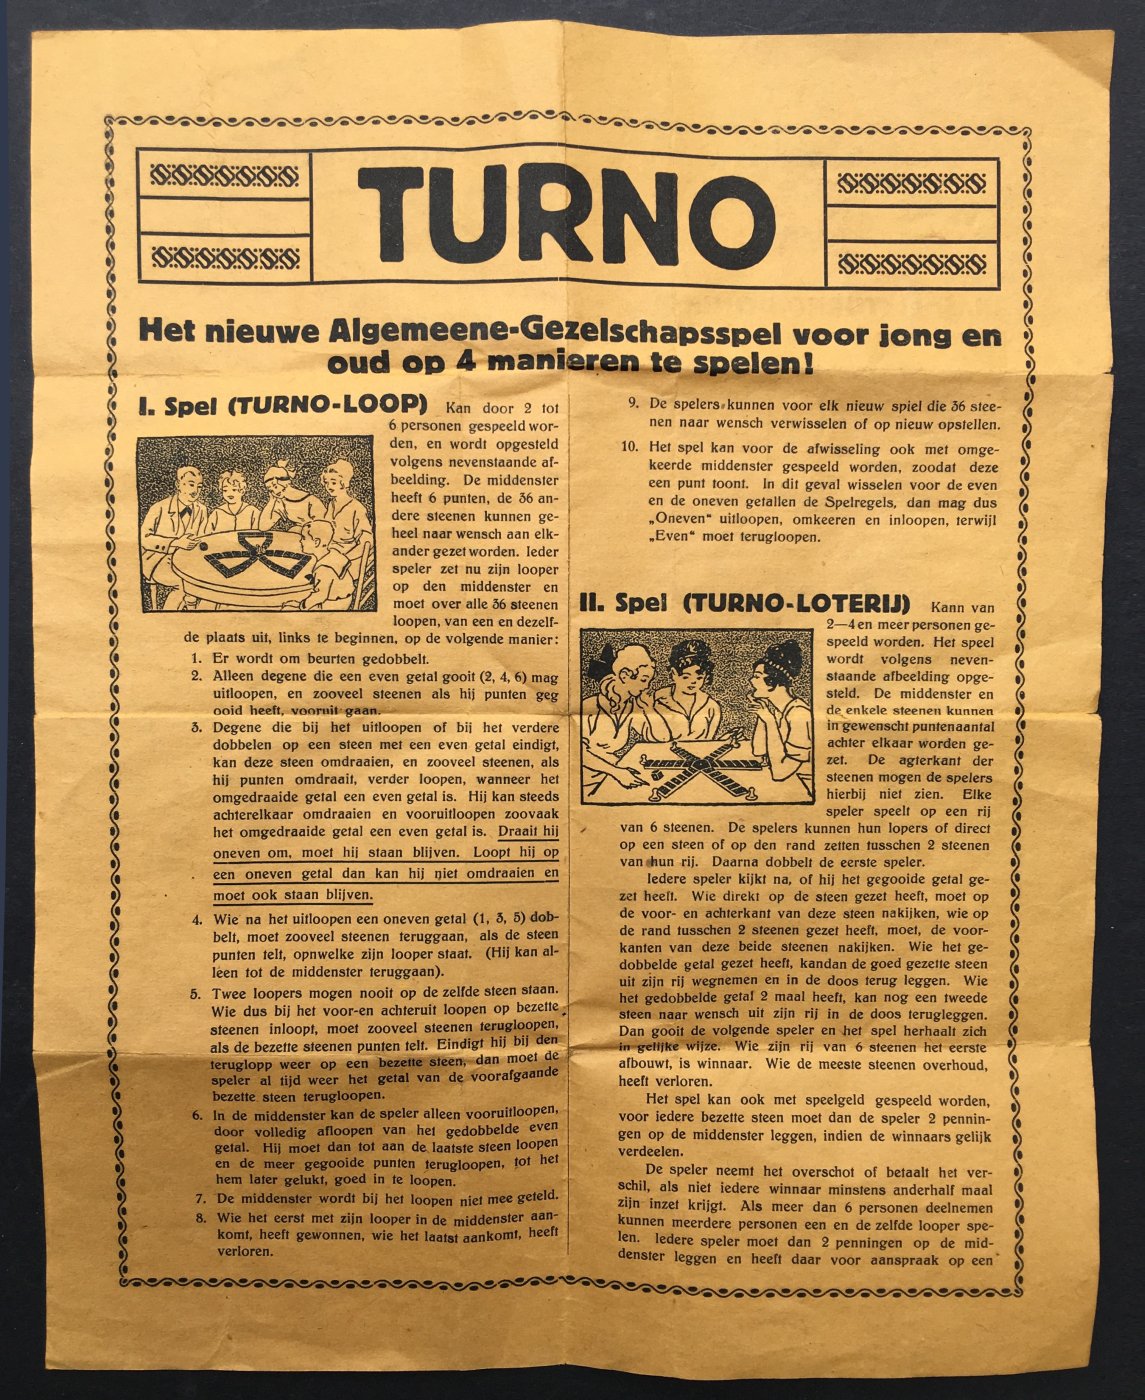 TURNO
Het nieuwe Algemeene-Gezelschapsspel voor jong en
oud op 4 manieren te spelen!
I. Spel (TURNO-LOOP) Kan door 2 tot
6 personen gespeeld wor-
den, en wordt opgesteld
volgens nevenstaande af-
beelding. De middenster
heeft 6 punten, de 36 an-
dere steenen kunnen ge-
heel naar wensch aan elk-
ander gezet worden. Ieder
speler zet nu zijn looper
op den middenster en
moet over alle 36 steenen
loopen, van een en dezelf-
de plaats uit, links te beginnen, op de volgende manier:
1. Er wordt om beurten gedobbelt.
2. Alleen degene die een even getal gooit (2, 4, 6) mag
uitloopen, en zooveel steenen als hij punten geg
ooid heeft, vooruit gaan.
3. Degene die bij het uitloopen of bij het verdere
dobbelen op een steen met een even getal eindigt,
kan deze steen omdraaien, en zooveel steenen, als
hij punten omdraait, verder loopen, wanneer het
omgedraaide getal een even getal is. Hij kan steeds
achterelkaar omdraaien en vooruitloopen zoovaak
het omgedraaide getal een even getal is. Draait hij
oneven om, moet hij staan blijven. Loopt hij op
een oneven getal dan kan hij niet omdraaien en
moet ook staan blijven.
4. Wie na het uitloopen een oneven getal (1, 3, 5) dob-
belt, moet zooveel steenen teruggaan, als de steen
punten telt, opnwelke zijn looper staat. (Hij kan al-
leen tot de middenster teruggaan).
5. Twee loopers mogen nooit op de zelfde steen staan.
Wie dus bij het voor-en achteruit loopen op bezette
steenen inloopt, moet zooveel steenen terugloopen,
als de bezette steenen punten telt. Eindigt hij bij den
teruglopp weer op een bezette steen, dan moet de
speler al tijd weer het getal van de voorafgaande
bezette steen terugloopen.
6. In de middenster kan de speler alleen vooruitloopen,
door volledig afloopen van het gedobbelde even
getal. Hij moet dan tot aan de laatste steen loopen
en de meer gegooide punten terugloopen, tot het
hem later gelukt, goed in te loopen.
7. De middenster wordt bij het loopen niet mee geteld.
8. Wie het eerst met zijn looper in de middenster aan-
komt, heeft gewonnen, wie het laatst aankomt, heeft
verloren.
9. De spelers kunnen voor elk nieuw spiel die 36 stee-
nen naar wensch verwisselen of op nieuw opstellen.
10. Het spel kan voor de afwisseling ook met omge-
keerde middenster gespeeld worden, zoodat deze
een punt toont. In dit geval wisselen voor de even
en de oneven getallen de Spelregels, dan mag dus
„Oneven“ uitloopen, omkeeren en inloopen, terwijl
„Even“ moet terugloopen.
II. Spel (TURNO-LOTERIJ) Kann van
2—4 en meer personen ge-
speeld worden. Het speel
wordt volgens neven-
staande afbeelding opge-
steld. De middenster en
de enkele steenen kunnen
in gewenscht puntenaantal
achter elkaar worden ge-
zet. De agterkant der
steenen mogen de spelers
hierbij niet zien. Elke
speler speelt op een rij
van 6 steenen. De spelers kunnen hun lopers of direct
op een steen of op den rand zetten tusschen 2 steenen
van hun rij. Daarna dobbelt de eerste speler.
Iedere speler kijkt na, of hij het gegooide getal ge-
zet heeft. Wie direkt op de steen gezet heeft, moet op
de voor- en achterkant van deze steen nakijken, wie op
de rand tusschen 2 steenen gezet heeft, moet, de voor-
kanten van deze beide steenen nakijken. Wie het ge-
dobbelde getal gezet heeft, kandan de goed gezette steen
uit zijn rij wegnemen en in de doos terug leggen. Wie
het gedobbelde getaf 2 maal heeft, kan nog een tweede
steen naar wensch uit zijn rij in de doos terugleggen.
Dan gooit de volgende speler en het spel herhaalt zich
in gelijke wijze. Wie zijn rij van 6 steenen het eerste
afbouwt, is winnaar. Wie de meeste steenen overhoud,
heeft verloren.
Het spel kan ook met speelgeld gespeeld worden,
voor iedere bezette steen moet dan de speler 2 pennin-
gen op de middenster leggen, indien de winnaars gelijk
verdeelen.
De speler neemt het overschot of betaalt het ver-
schil, als niet iedere winnaar minstens anderhalf maal
zijn inzet krijgt. Als meer dan 6 personen deelnemen
kunnen meerdere personen een en de zelfde looper spe-
len. Iedere speler moet dan 2 penningen op de mid-
denster leggen en heeft daar voor aanspraak op een